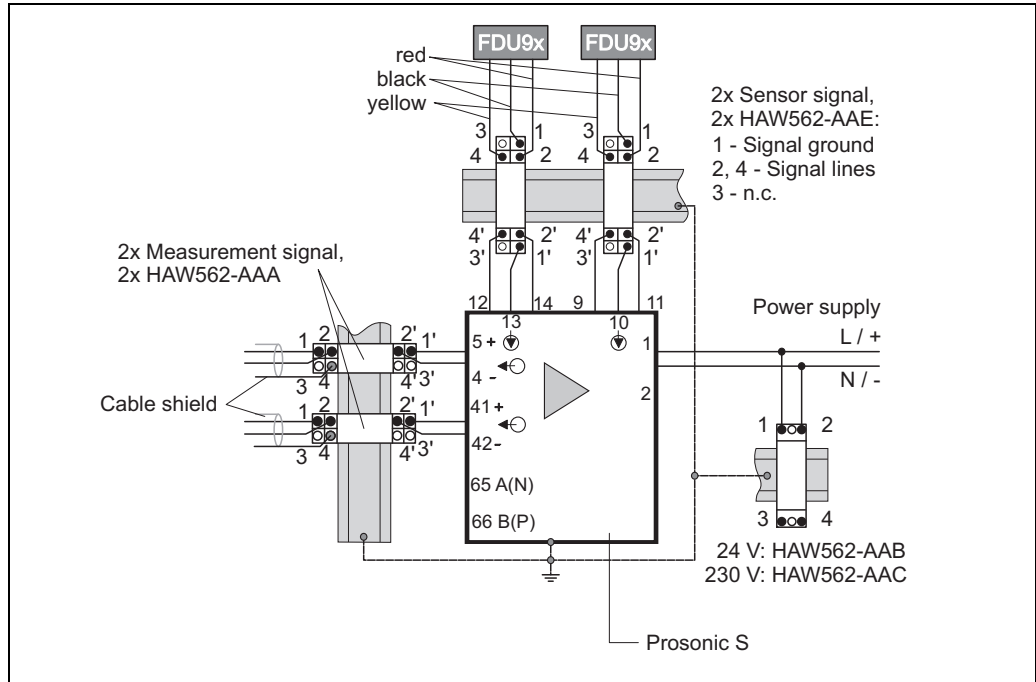 FDU9x FDU9x
red
black
yellow
2x Sensor signal,
2x HAW562-AAE:
1 - Signal ground
2, 4 - Signal lines
3 - n.c.
3 1 3 1
4 2 4 2
4' 2' 4' 2'
3' 1' 3' 1'
2x Measurement signal,
2x HAW562-AAA
12 14 9 11
13 10
Power supply
L / +
N / -
1 2 2' 1'
3 4 4' 3'
5 + 1
4 - 2
Cable shield
1 2 2' 1'
3 4 4' 3'
41 +
42 -
65 A(N)
66 B(P)
1 2
3 4
24 V: HAW562-AAB
230 V: HAW562-AAC
Prosonic S